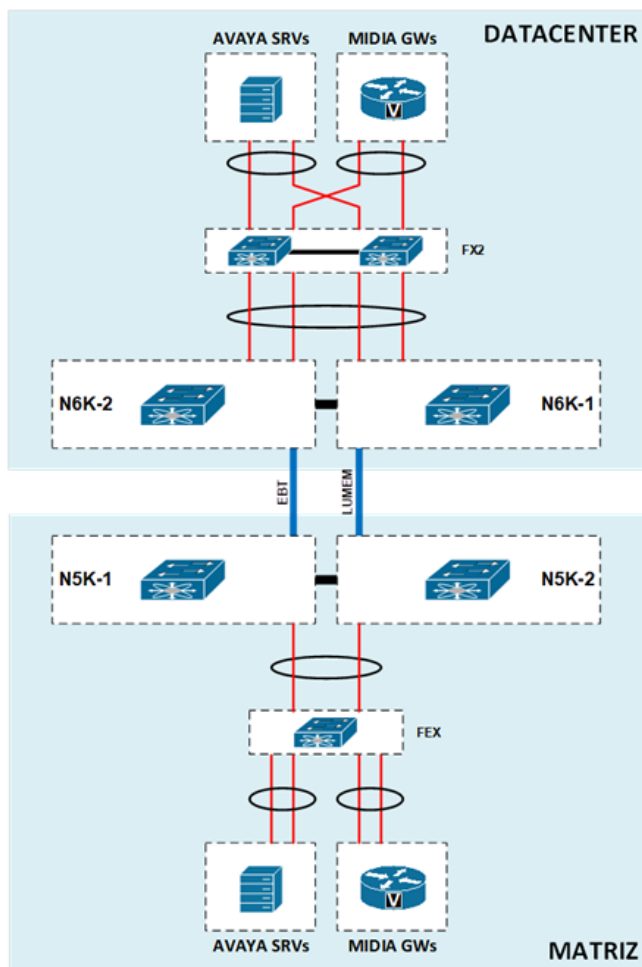 DATACENTER
AVAYA SRVs
MIDIA GWs
V
FX2
N6K-2
N6K-1
EBT
LUMEM
N5K-1
N5K-2
FEX
V
AVAYA SRVs
MIDIA GWs
MATRIZ